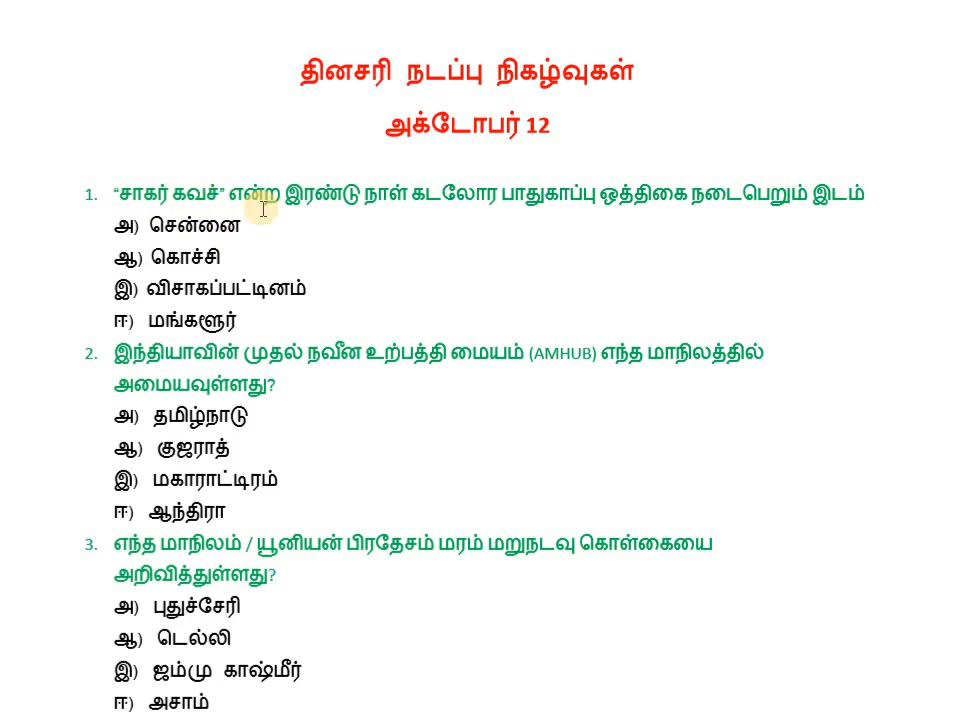 தினசரி நடப்பு நிகழ்வுகள்
அக்டோபர் 12
1. “சாகர் கவச்” என்ற இரண்டு நாள் கடலோர பாதுகாப்பு ஒத்திகை நடைபெறும் இடம்
அ) சென்னை
ஆ) கொச்சி
இ) விசாகப்பட்டினம்
ஈ) மங்களூர்
2. இந்தியாவின் முதல் நவீன உற்பத்தி மையம் (AMHUB) எந்த மாநிலத்தில்
அமையவுள்ளது?
அ) தமிழ்நாடு
ஆ) குஜராத்
இ) மகாராட்டிரம்
ஈ) ஆந்திரா
3. எந்த மாநிலம் / யூனியன் பிரதேசம் மரம் மறுநடவு கொள்கையை
அறிவித்துள்ளது?
அ) புதுச்சேரி
ஆ) டெல்லி
இ) ஜம்மு காஷ்மீர்
ஈ) அசாம்